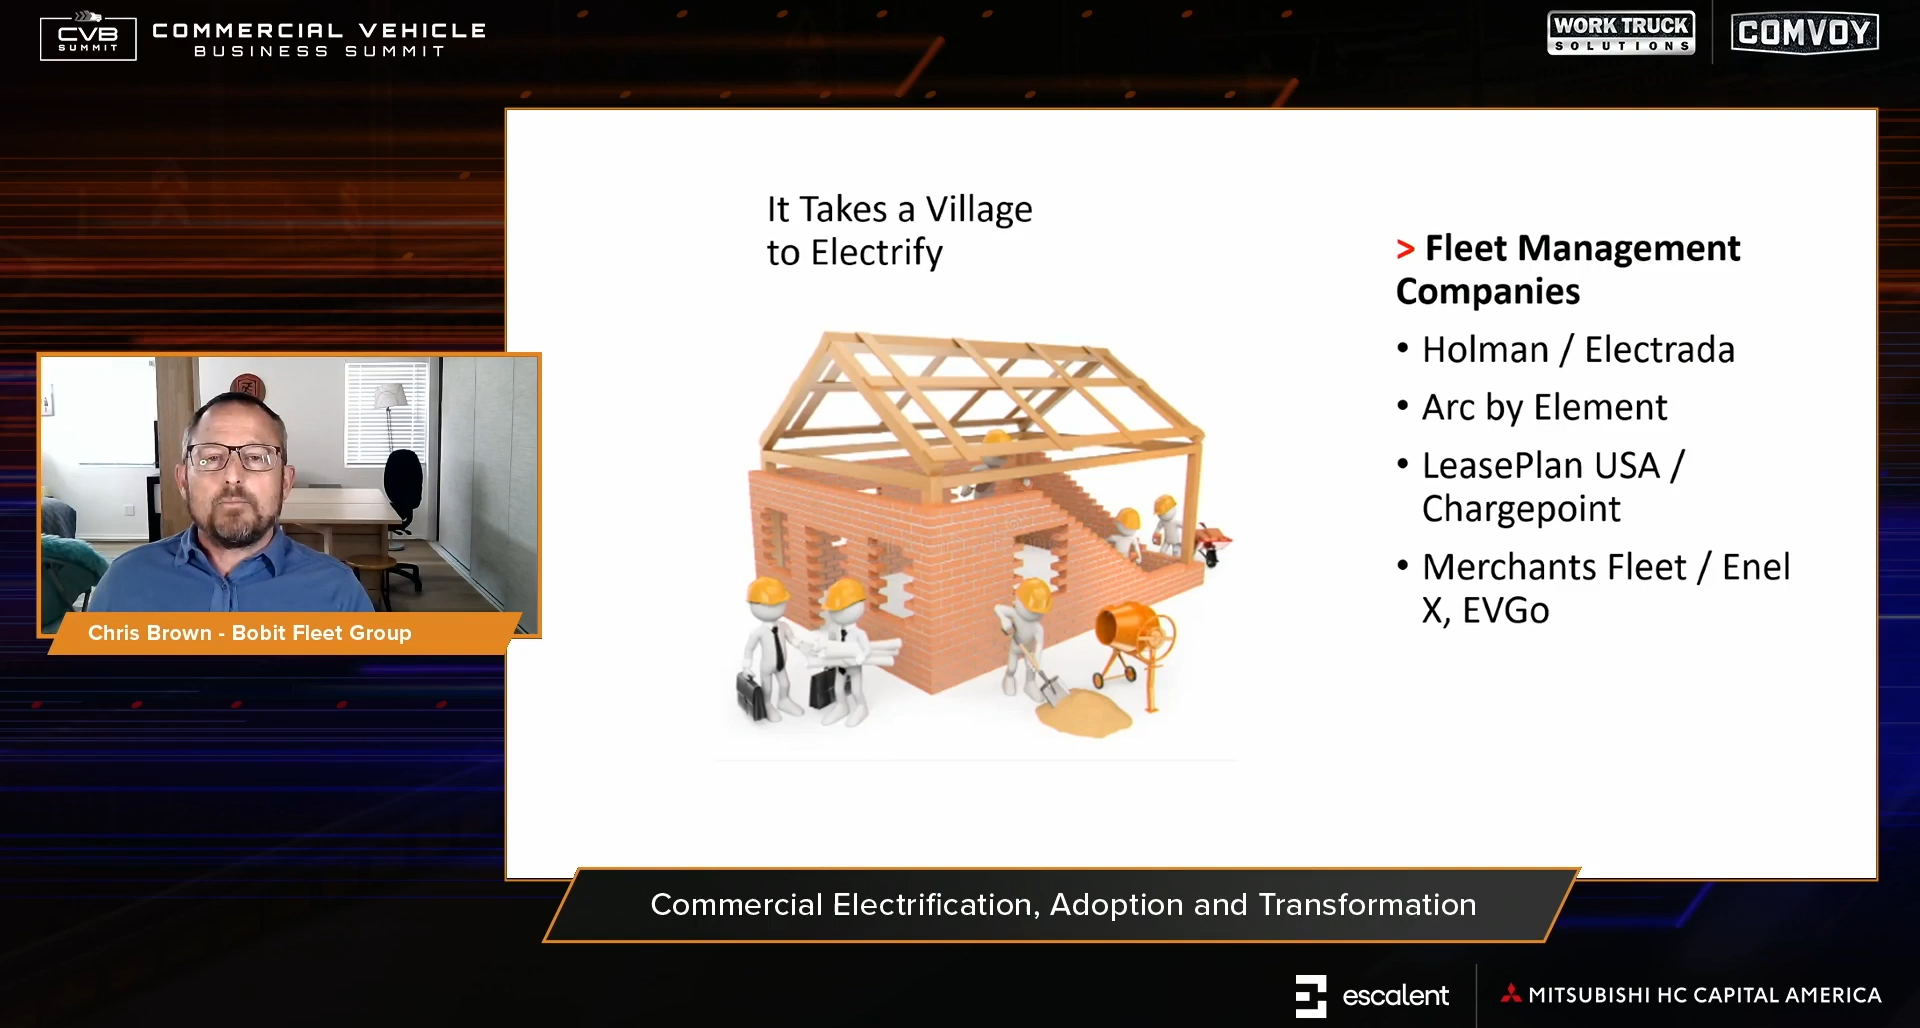 CVB
SUMMIT
COMMERCIAL VEHICLE
BUSINESS SUMMIT
WORK TRUCK
SOLUTIONS
COMVOY
It Takes a Village
to Electrify
> Fleet Management
Companies
• Holman / Electrada
• Arc by Element
• LeasePlan USA /
Chargepoint
• Merchants Fleet / Enel
X, EVGo
Chris Brown - Bobit Fleet Group
Commercial Electrification, Adoption and Transformation
escalent
MITSUBISHI HC CAPITAL AMERICA